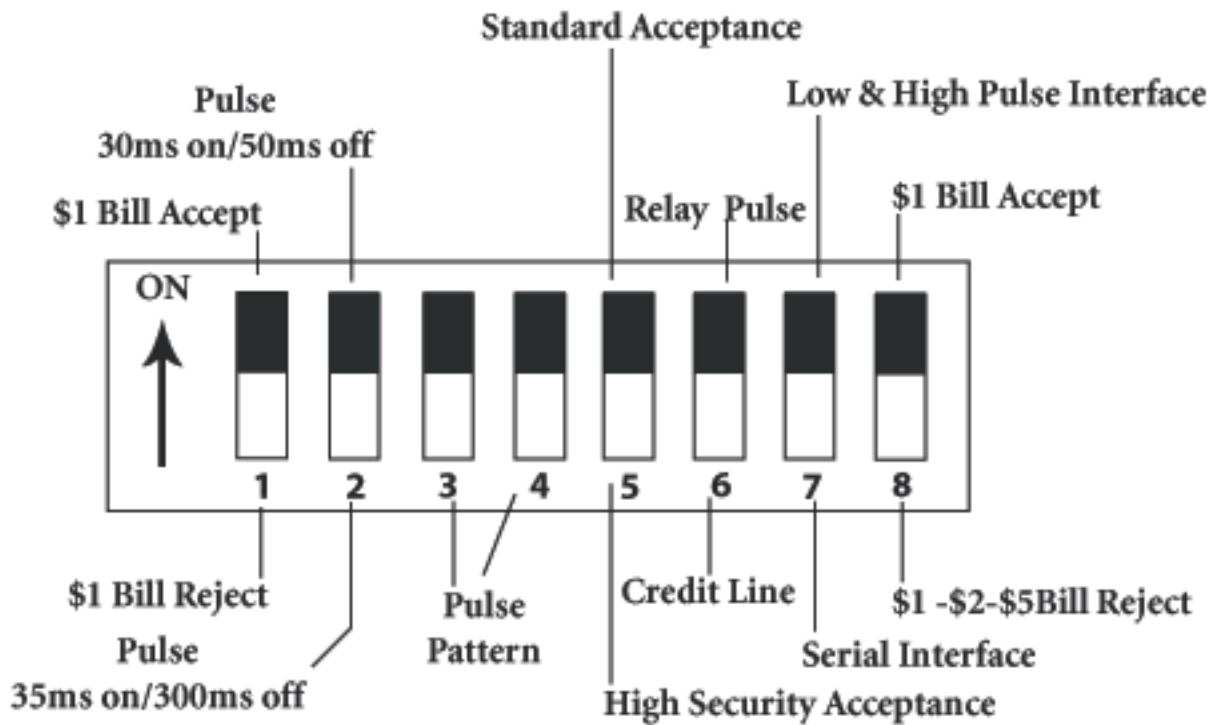 Standard Acceptance
Low & High Pulse Interface
Pulse
30ms on/50ms off
$1 Bill Accept
Relay Pulse
$1 Bill Accept
ON
1 2 3 4 5 6 7 8
$1 Bill Reject
Pulse
35ms on/300ms off
Pulse
Pattern
Credit Line
$1 -$2-$5Bill Reject
Serial Interface
High Security Acceptance